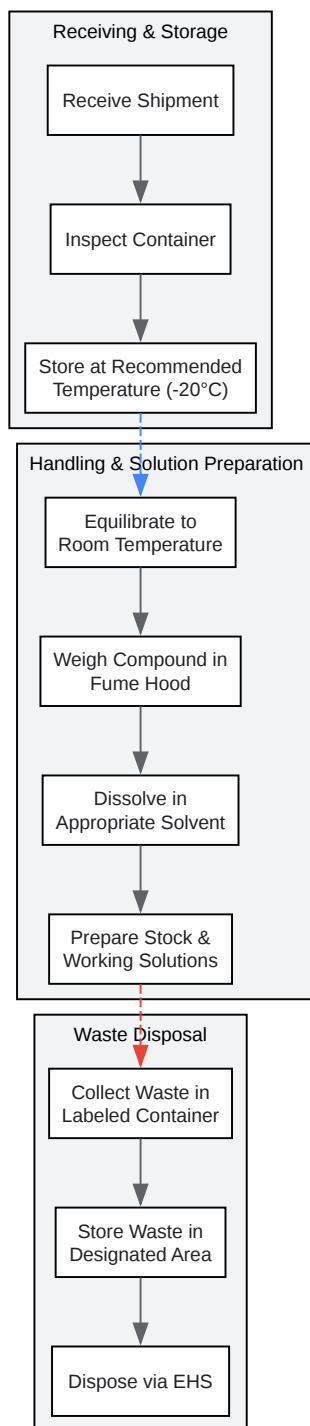 Receiving & Storage
Receive Shipment
Inspect Container
Store at Recommended
Temperature (-20°C)
Handling & Solution Preparation
Equilibrate to
Room Temperature
Weigh Compound in
Fume Hood
Dissolve in
Appropriate Solvent
Prepare Stock &
Working Solutions
Waste Disposal
Collect Waste in
Labeled Container
Store Waste in
Designated Area
Dispose via EHS